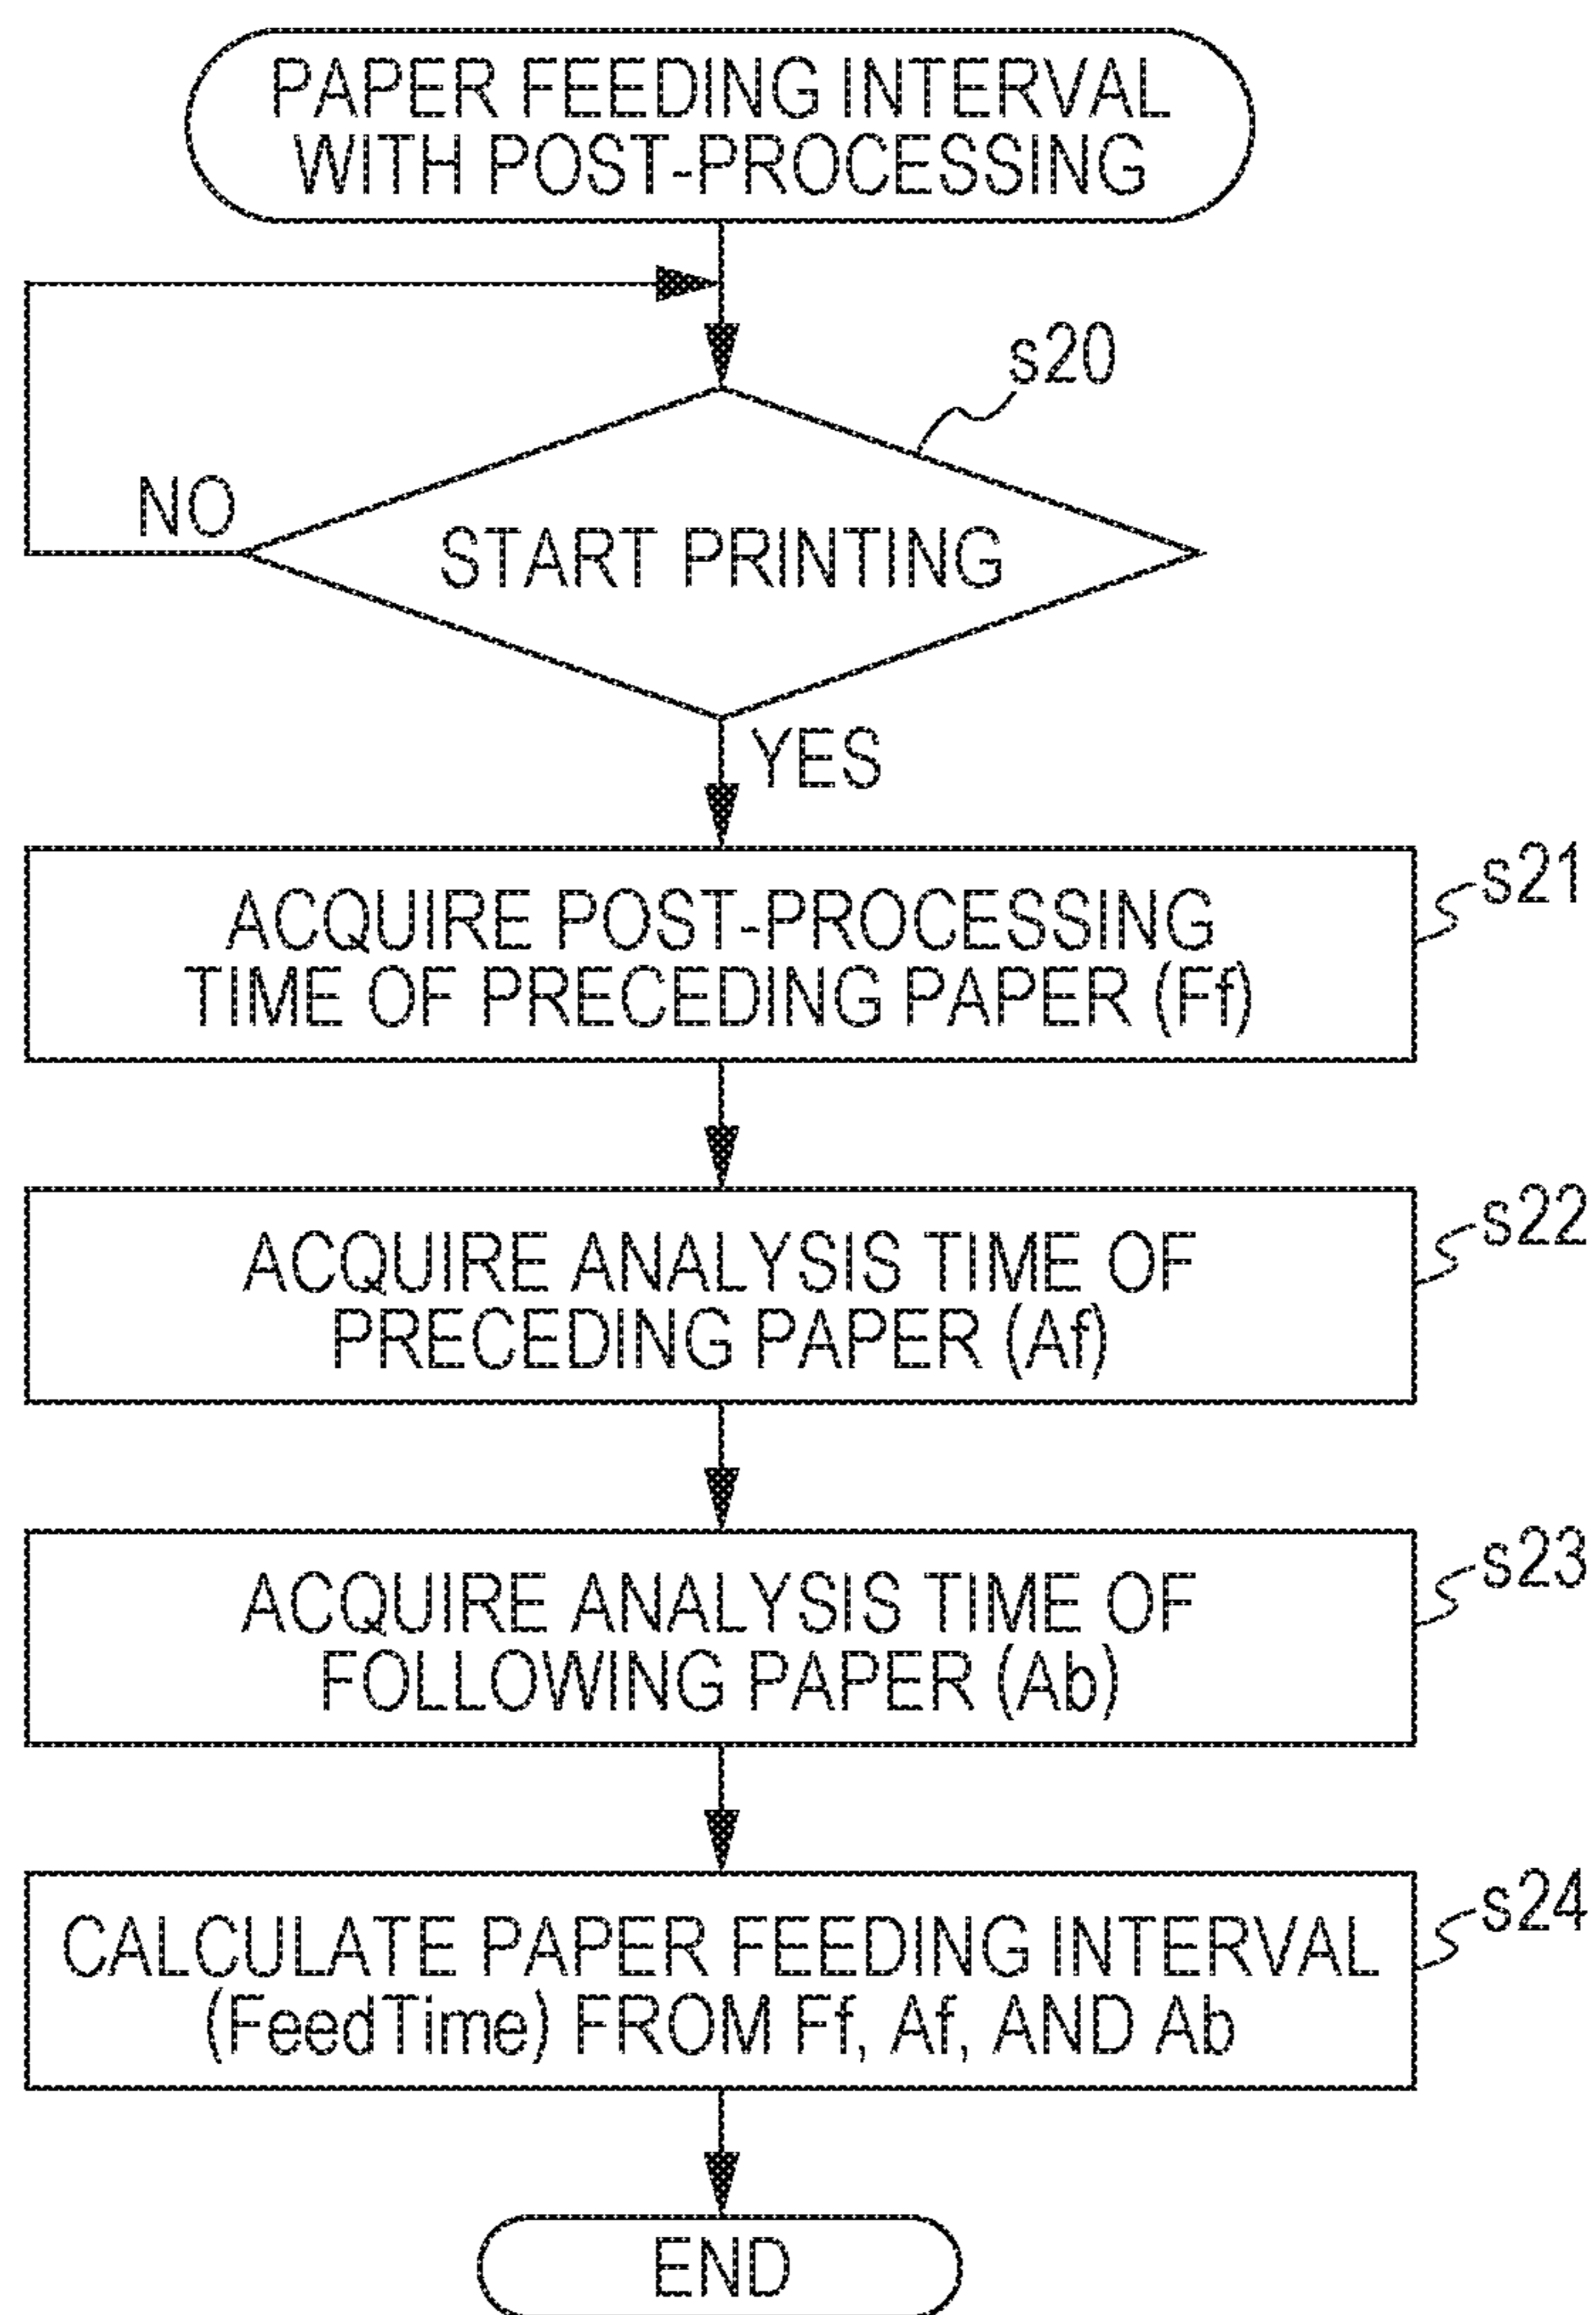 PAPER FEEDING INTERVAL
WITH POST-PROCESSING
s20
NO
START PRINTING
YES
s21
ACQUIRE POST-PROCESSING
TIME OF PRECEDING PAPER (Ff)
s22
ACQUIRE ANALYSIS TIME OF
PRECEDING PAPER (Af)
s23
ACQUIRE ANALYSIS TIME OF
FOLLOWING PAPER (Ab)
s24
CALCULATE PAPER FEEDING INTERVAL
(FeedTime) FROM Ff, Af, AND Ab
END